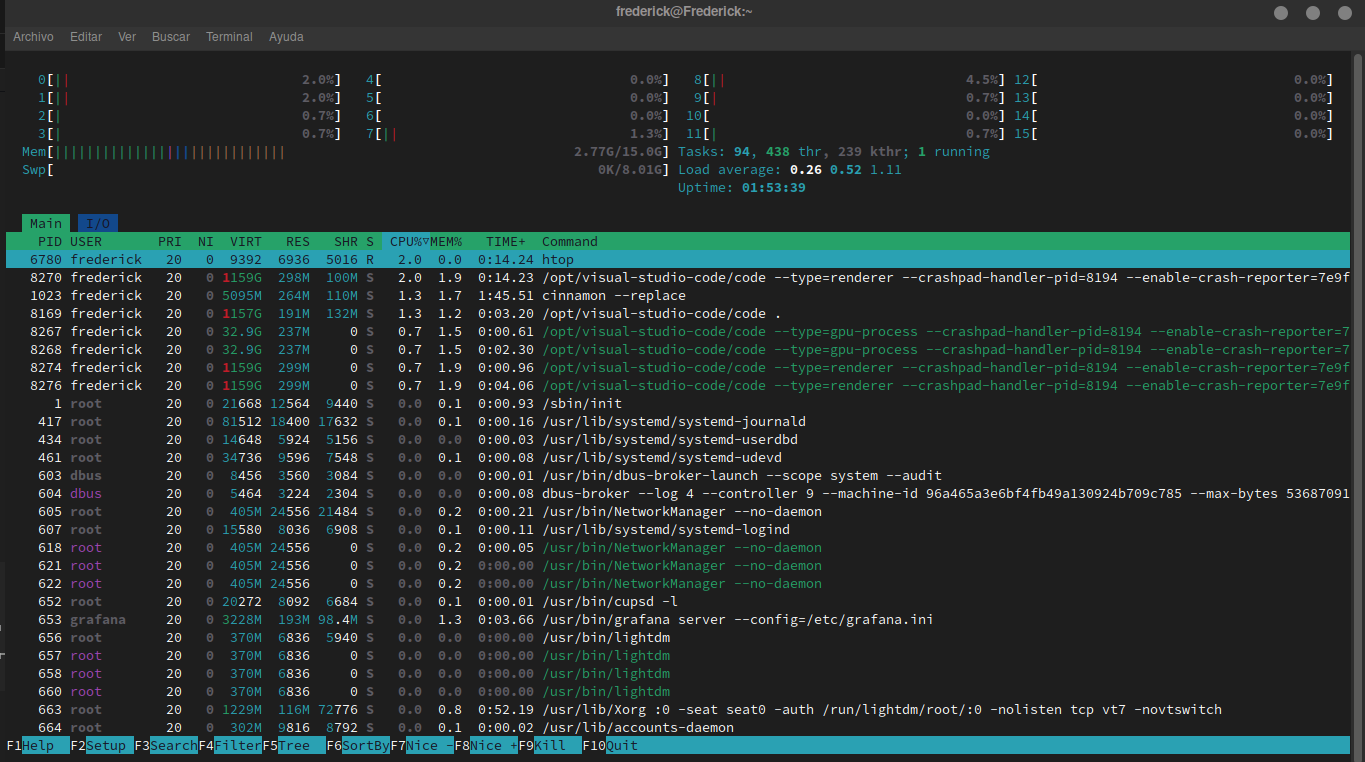 frederick@Frederick:~
Archivo Editar Ver Buscar Terminal Ayuda
0[|| 2.0%] 4[ 0.0%] 8[|| 4.5%] 12[ 0.0%]
1[|| 2.0%] 5[ 0.0%] 9[| 0.7%] 13[ 0.0%]
2[| 0.7%] 6[ 0.0%] 10[ 0.0%] 14[ 0.0%]
3[| 0.7%] 7[|| 1.3%] 11[| 0.7%] 15[ 0.0%]
Mem[||||||||||||||||||||||||||||| 2.77G/15.0G] Tasks: 94, 438 thr, 239 kthr; 1 running
Swp[ 0K/8.01G] Load average: 0.26 0.52 1.11
Uptime: 01:53:39
Main I/O
PID USER PRI NI VIRT RES SHR S CPU%▽MEM% TIME+ Command
6780 frederick 20 0 9392 6936 5016 R 2.0 0.0 0:14.24 htop
8270 frederick 20 0 1159G 298M 100M S 2.0 1.9 0:14.23 /opt/visual-studio-code/code --type=renderer --crashpad-handler-pid=8194 --enable-crash-reporter=7e9f
1023 frederick 20 0 5095M 264M 110M S 1.3 1.7 1:45.51 cinnamon --replace
8169 frederick 20 0 1157G 191M 132M S 1.3 1.2 0:03.20 /opt/visual-studio-code/code .
8267 frederick 20 0 32.9G 237M 0 S 0.7 1.5 0:00.61 /opt/visual-studio-code/code --type=gpu-process --crashpad-handler-pid=8194 --enable-crash-reporter=7
8268 frederick 20 0 32.9G 237M 0 S 0.7 1.5 0:02.30 /opt/visual-studio-code/code --type=gpu-process --crashpad-handler-pid=8194 --enable-crash-reporter=7
8274 frederick 20 0 1159G 299M 0 S 0.7 1.9 0:00.96 /opt/visual-studio-code/code --type=renderer --crashpad-handler-pid=8194 --enable-crash-reporter=7e9f
8276 frederick 20 0 1159G 299M 0 S 0.7 1.9 0:04.06 /opt/visual-studio-code/code --type=renderer --crashpad-handler-pid=8194 --enable-crash-reporter=7e9f
1 root 20 0 21668 12564 9440 S 0.0 0.1 0:00.93 /sbin/init
417 root 20 0 81512 18400 17632 S 0.0 0.1 0:00.16 /usr/lib/systemd/systemd-journald
434 root 20 0 14648 5924 5156 S 0.0 0.0 0:00.03 /usr/lib/systemd/systemd-userdbd
461 root 20 0 34736 9596 7548 S 0.0 0.1 0:00.08 /usr/lib/systemd/systemd-udevd
603 dbus 20 0 8456 3560 3084 S 0.0 0.0 0:00.01 /usr/bin/dbus-broker-launch --scope system --audit
604 dbus 20 0 5464 3224 2304 S 0.0 0.0 0:00.08 dbus-broker --log 4 --controller 9 --machine-id 96a465a3e6bf4fb49a130924b709c785 --max-bytes 53687091
605 root 20 0 405M 24556 21484 S 0.0 0.2 0:00.21 /usr/bin/NetworkManager --no-daemon
607 root 20 0 15580 8036 6908 S 0.0 0.1 0:00.11 /usr/lib/systemd/systemd-logind
618 root 20 0 405M 24556 0 S 0.0 0.2 0:00.05 /usr/bin/NetworkManager --no-daemon
621 root 20 0 405M 24556 0 S 0.0 0.2 0:00.00 /usr/bin/NetworkManager --no-daemon
622 root 20 0 405M 24556 0 S 0.0 0.2 0:00.00 /usr/bin/NetworkManager --no-daemon
652 root 20 0 20272 8092 6684 S 0.0 0.1 0:00.01 /usr/bin/cupsd -l
653 grafana 20 0 3228M 193M 98.4M S 0.0 1.3 0:03.66 /usr/bin/grafana server --config=/etc/grafana.ini
656 root 20 0 370M 6836 5940 S 0.0 0.0 0:00.00 /usr/bin/lightdm
657 root 20 0 370M 6836 0 S 0.0 0.0 0:00.00 /usr/bin/lightdm
658 root 20 0 370M 6836 0 S 0.0 0.0 0:00.00 /usr/bin/lightdm
660 root 20 0 370M 6836 0 S 0.0 0.0 0:00.00 /usr/bin/lightdm
663 root 20 0 1229M 116M 72776 S 0.0 0.8 0:52.19 /usr/lib/Xorg :0 -seat seat0 -auth /run/lightdm/root/:0 -nolisten tcp vt7 -novtswitch
664 root 20 0 302M 9816 8792 S 0.0 0.1 0:00.02 /usr/lib/accounts-daemon
F1Help F2Setup F3SearchF4FilterF5Tree F6SortByF7Nice -F8Nice +F9Kill F10Quit